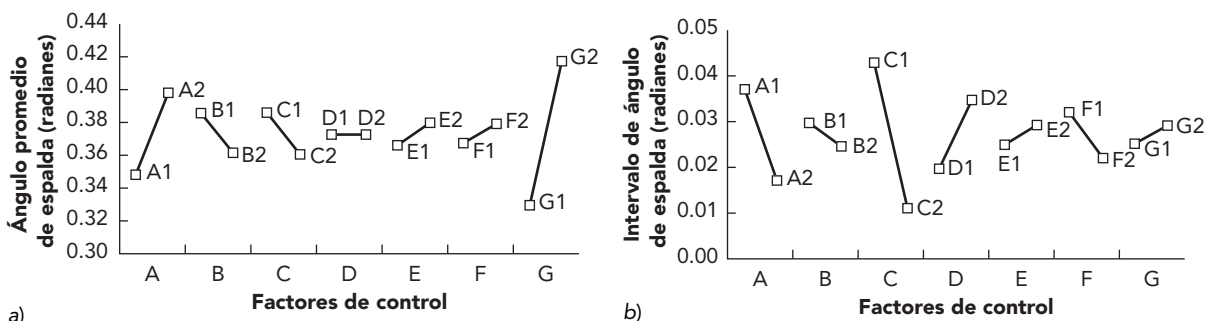 Ángulo promedio
de espalda (radianes)
0.44
0.42
0.40
0.38
0.36
0.34
0.32
0.30
A1
A2
B1
B2
C1
C2
D1 D2
E1
E2
F1
F2
G1
G2
A B C D E F G
Factores de control
a)
Intervalo de ángulo
de espalda (radianes)
0.05
0.04
0.03
0.02
0.01
0.00
A1
A2
B1
B2
C1
C2
D1
D2
E1
E2
F1
F2
G1
G2
A B C D E F G
Factores de control
b)